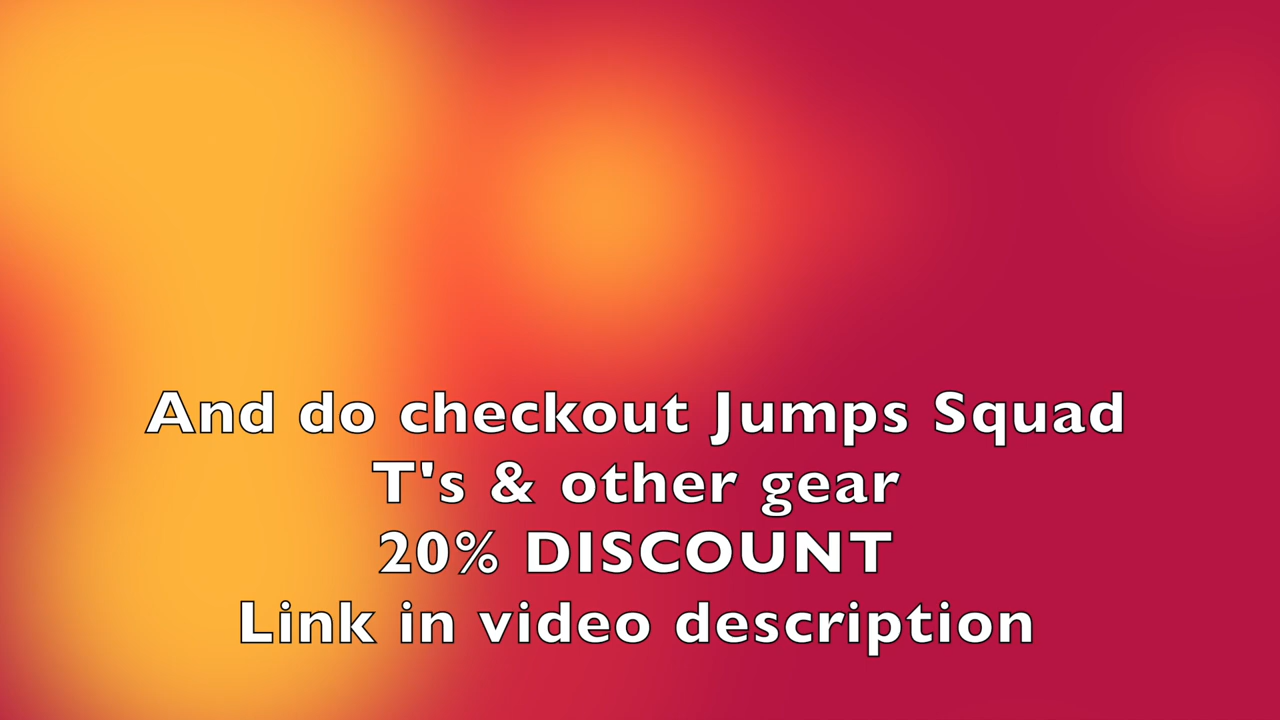 And do checkout Jumps Squad
T's & other gear
20% DISCOUNT
Link in video description